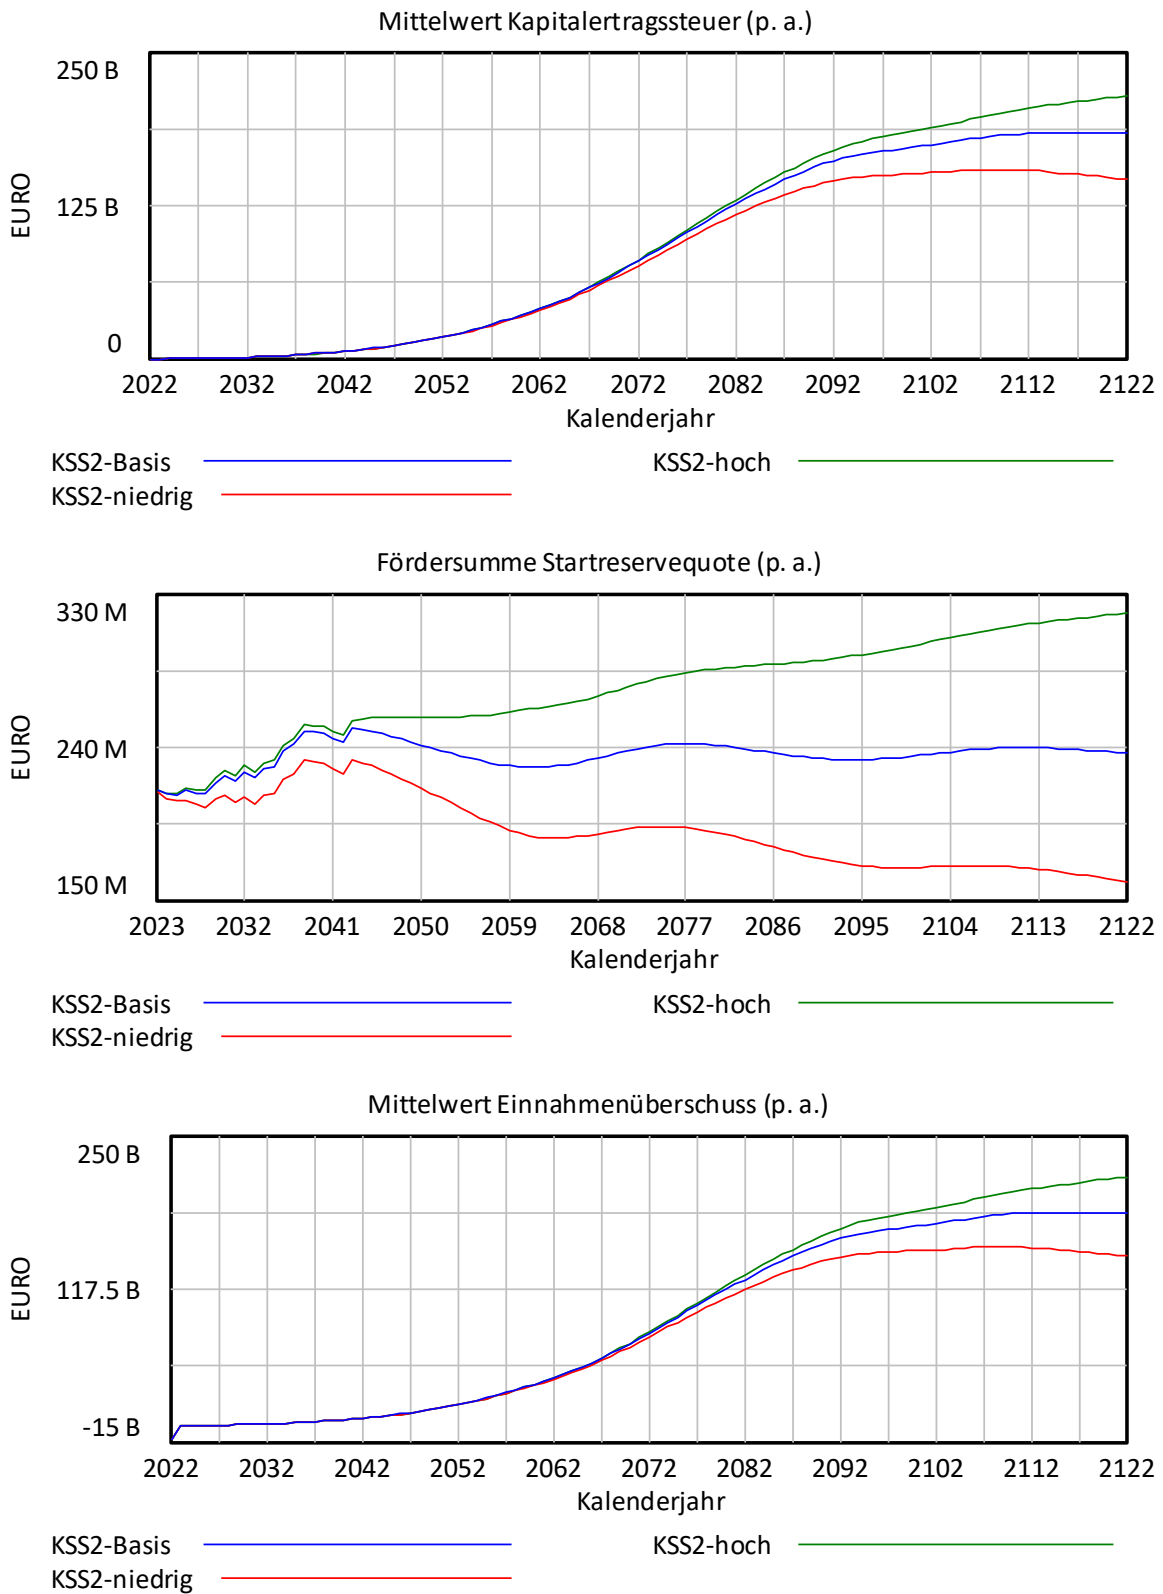 Mittelwert Kapitalertragssteuer (p. a.)
250 B
EURO
125 B
0
2022 2032 2042 2052 2062 2072 2082 2092 2102 2112 2122
Kalenderjahr
KSS2-Basis KSS2-hoch
KSS2-niedrig
Fördersumme Startreservequote (p. a.)
330 M
EURO
240 M
150 M
2023 2032 2041 2050 2059 2068 2077 2086 2095 2104 2113 2122
Kalenderjahr
KSS2-Basis KSS2-hoch
KSS2-niedrig
Mittelwert Einnahmenüberschuss (p. a.)
250 B
EURO
117.5 B
-15 B
2022 2032 2042 2052 2062 2072 2082 2092 2102 2112 2122
Kalenderjahr
KSS2-Basis KSS2-hoch
KSS2-niedrig